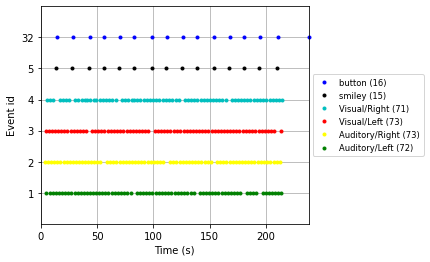 32
5
4
3
2
1
Event id
0
50
100
150
200
Time (s)
button (16)
smiley (15)
Visual/Right (71)
Visual/Left (73)
Auditory/Right (73)
Auditory/Left (72)